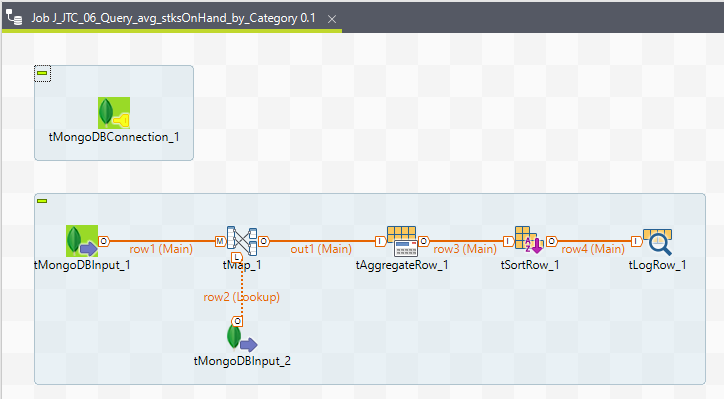 Job J_JTC_06_Query_avg_stksOnHand_by_Category 0.1
tMongoDBConnection_1
O row1 (Main) M O out1 (Main) I O row3 (Main) I O row4 (Main) I
tMongoDBInput_1 tMap_1 tAggregateRow_1 tSortRow_1 tLogRow_1
L
row2 (Lookup)
O
tMongoDBInput_2